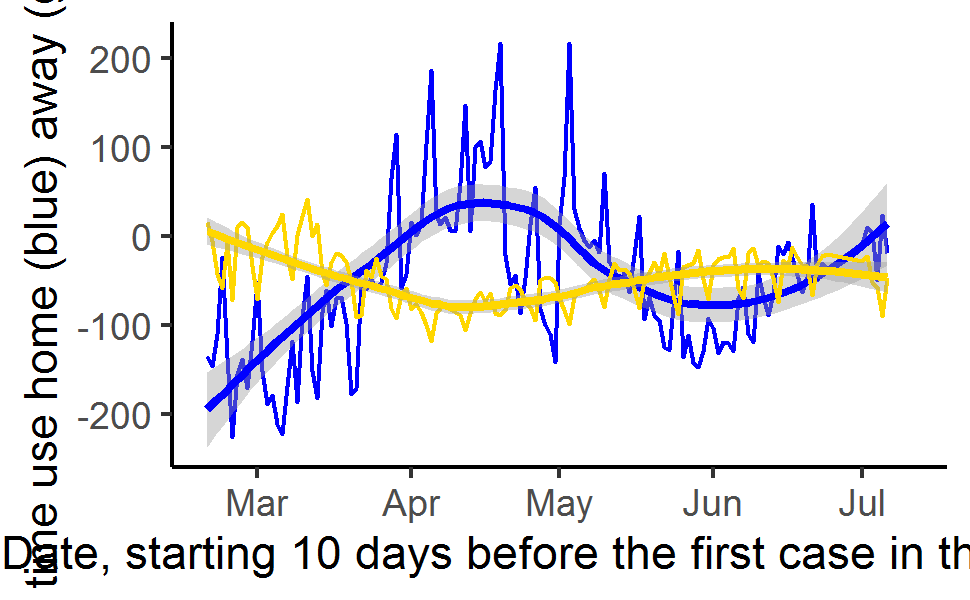 time use home (blue) away (
200
100
0
-100
-200
Mar Apr May Jun Jul
Date, starting 10 days before the first case in th